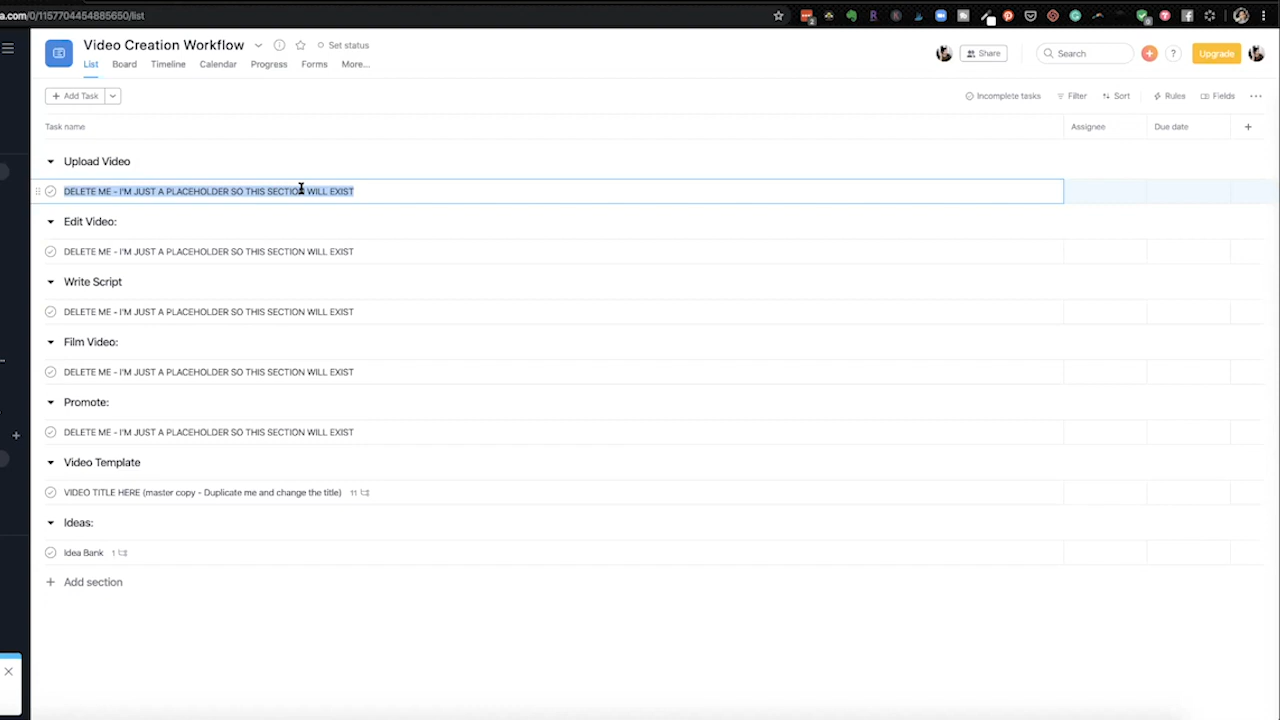 a.com/0/1157704454885650/list
Video Creation Workflow
Set status
List Board Timeline Calendar Progress Forms More...
Share
Search
Upgrade
+ Add Task
Incomplete tasks Filter Sort Rules Fields
Task name Assignee Due date
Upload Video
DELETE ME - I'M JUST A PLACEHOLDER SO THIS SECTION WILL EXIST
Edit Video:
DELETE ME - I'M JUST A PLACEHOLDER SO THIS SECTION WILL EXIST
Write Script
DELETE ME - I'M JUST A PLACEHOLDER SO THIS SECTION WILL EXIST
Film Video:
DELETE ME - I'M JUST A PLACEHOLDER SO THIS SECTION WILL EXIST
Promote:
DELETE ME - I'M JUST A PLACEHOLDER SO THIS SECTION WILL EXIST
Video Template
VIDEO TITLE HERE (master copy - Duplicate me and change the title) 11
Ideas:
Idea Bank 1
+ Add section